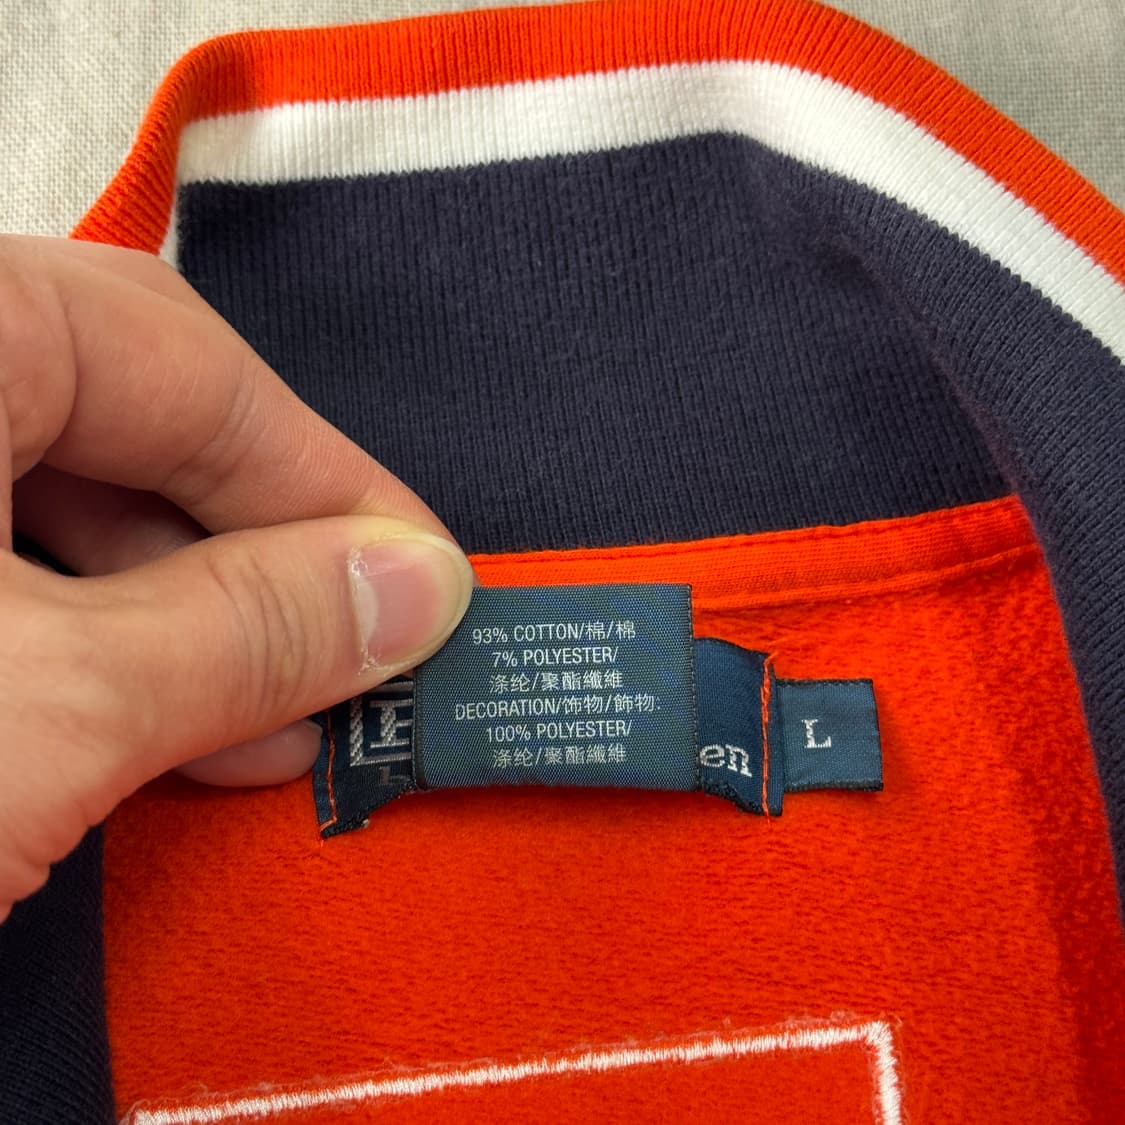 93% COTTON/棉/棉
7% POLYESTER/
涤纶/聚酯纖維
DECORATION/饰物/飾物:
100% POLYESTER/
涤纶/聚酯纖維
L